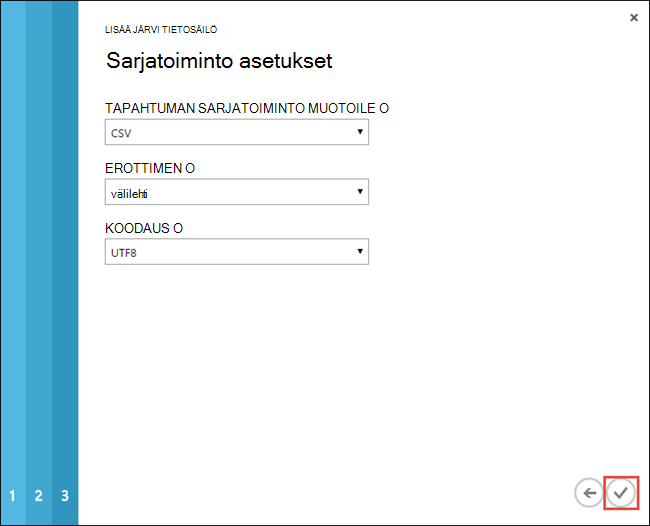 LISÄÄ JÄRVI TIETOSÄILÖ
Sarjatoiminto asetukset
TAPAHTUMAN SARJATOIMINTO MUOTOILE O
CSV
EROTTIMEN O
välilehti
KOODAUS O
UTF8
1 2 3